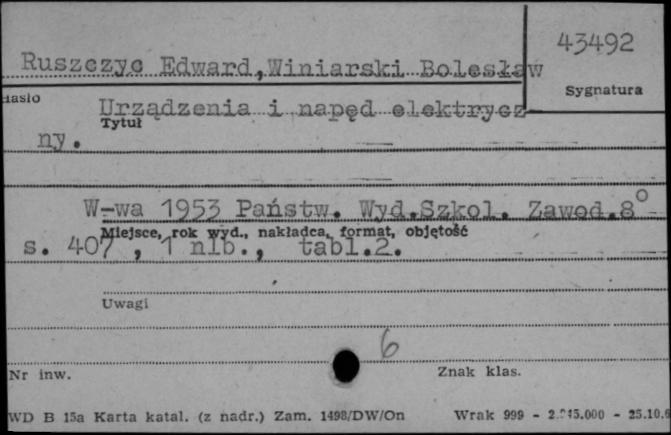 43492
Ruszczyc Edward, Winiarski Bolesław
Sygnatura
Hasło
Urządzenia i napęd elektrycz-
Tytuł
ny.
W-wa 1953 Państw. Wyd.Szkol. Zawod.8°
Miejsce, rok wyd., nakładca, format, objętość
s. 407 , 1 nlb., tabl.2.
Uwagi
6
Nr inw.
Znak klas.
WD B 15a Karta katal. (z nadr.) Zam. 1498/DW/On Wrak 999 - - 25.10.